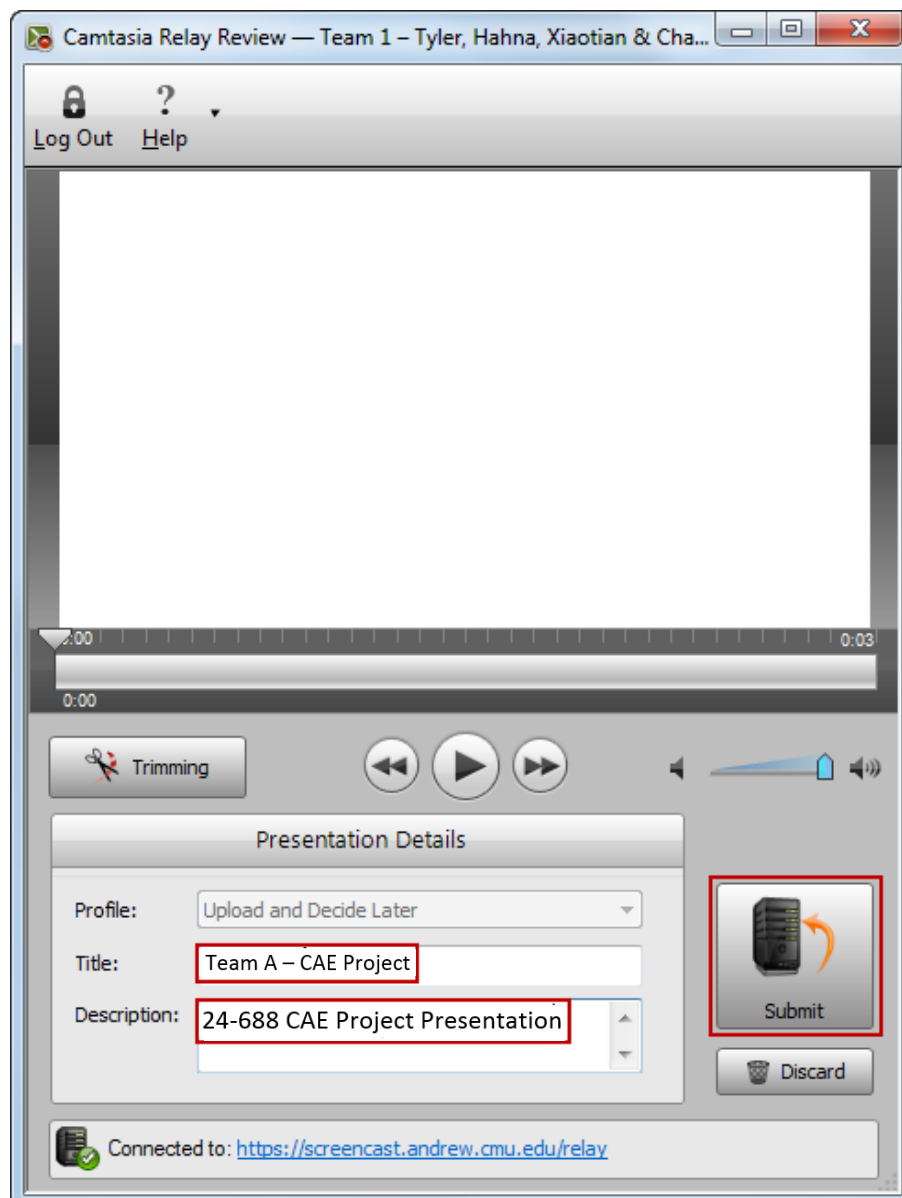 Camtasia Relay Review — Team 1 – Tyler, Hahna, Xiaotian & Cha...
Log Out Help
0:00 0:03
0:00
Trimming
Presentation Details
Profile: Upload and Decide Later
Title: Team A – CAE Project
Description: 24-688 CAE Project Presentation
Submit
Discard
Connected to: https://screencast.andrew.cmu.edu/relay